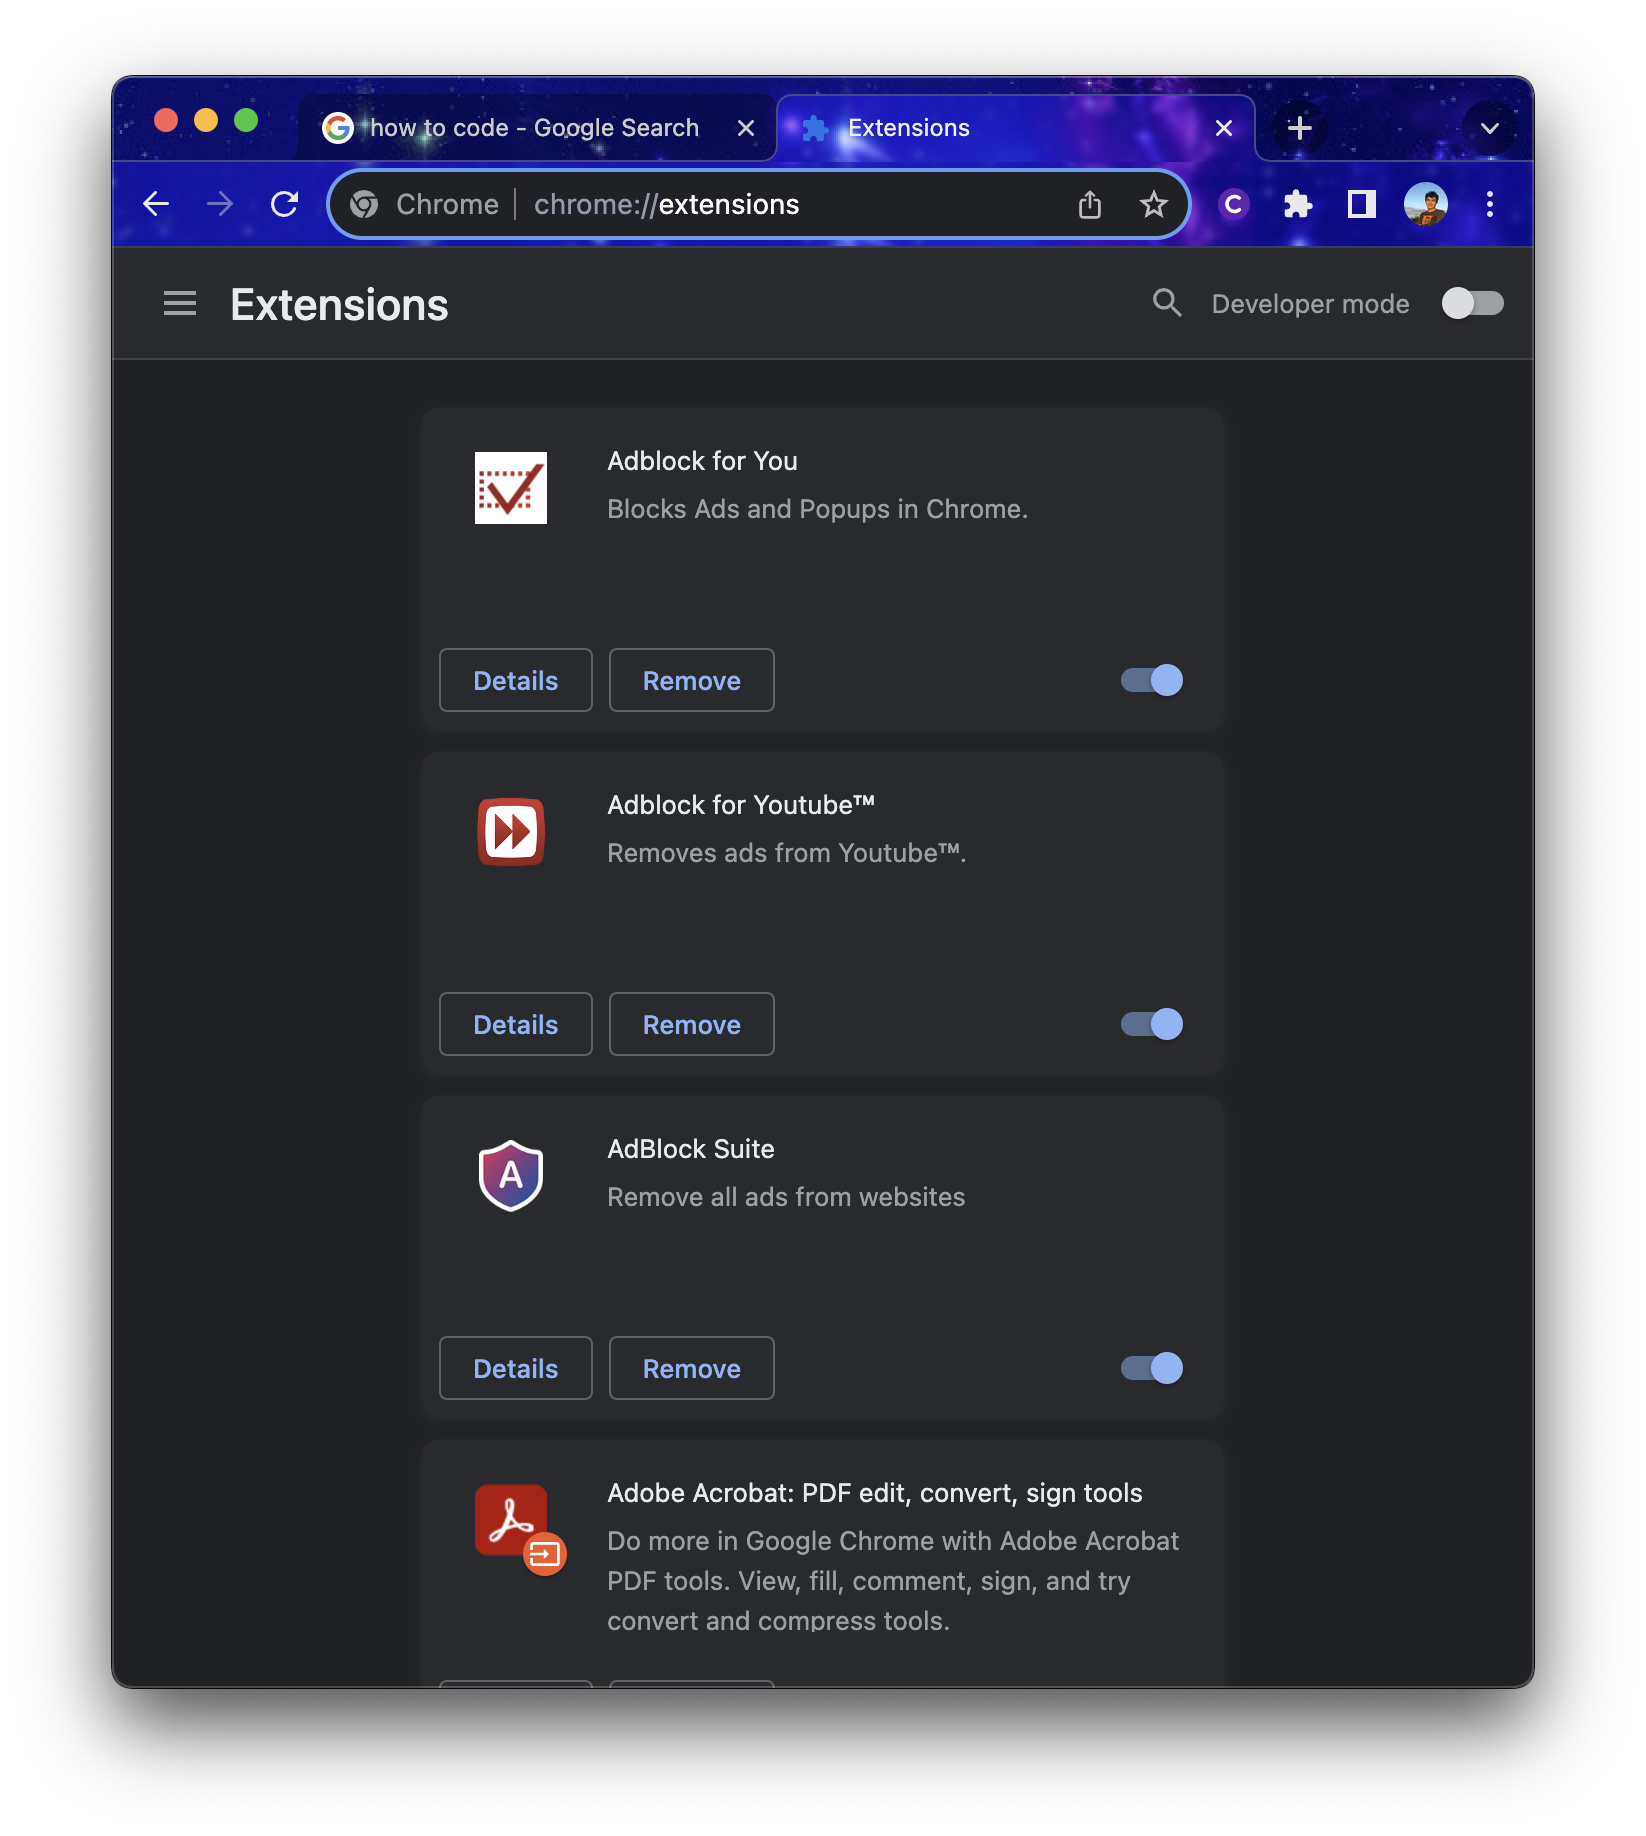 how to code - Google Search
Extensions
Chrome
chrome://extensions
C
Extensions
Developer mode
Adblock for You
Blocks Ads and Popups in Chrome.
Details
Remove
Adblock for Youtube™
Removes ads from Youtube™.
Details
Remove
A
AdBlock Suite
Remove all ads from websites
Details
Remove
Adobe Acrobat: PDF edit, convert, sign tools
Do more in Google Chrome with Adobe Acrobat
PDF tools. View, fill, comment, sign, and try
convert and compress tools.